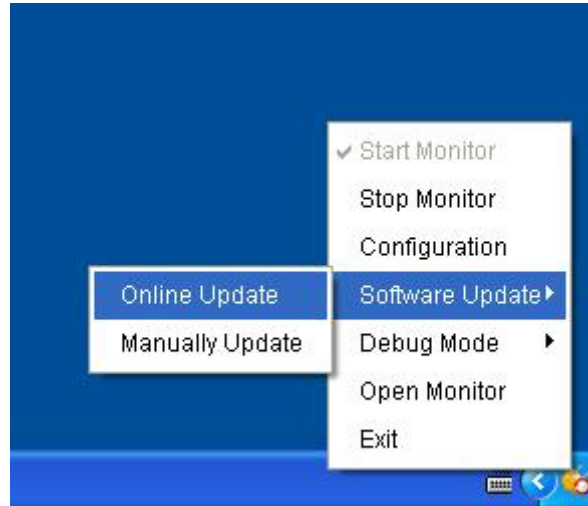 Start Monitor
Stop Monitor
Configuration
Software Update
Online Update
Manually Update
Debug Mode
Open Monitor
Exit